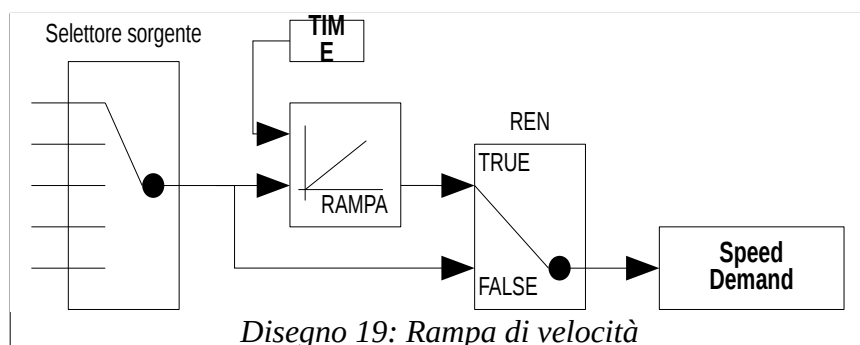 Selettore sorgente
TIM
E
REN
TRUE
RAMPA
FALSE
Speed
Demand
Disegno 19: Rampa di velocità